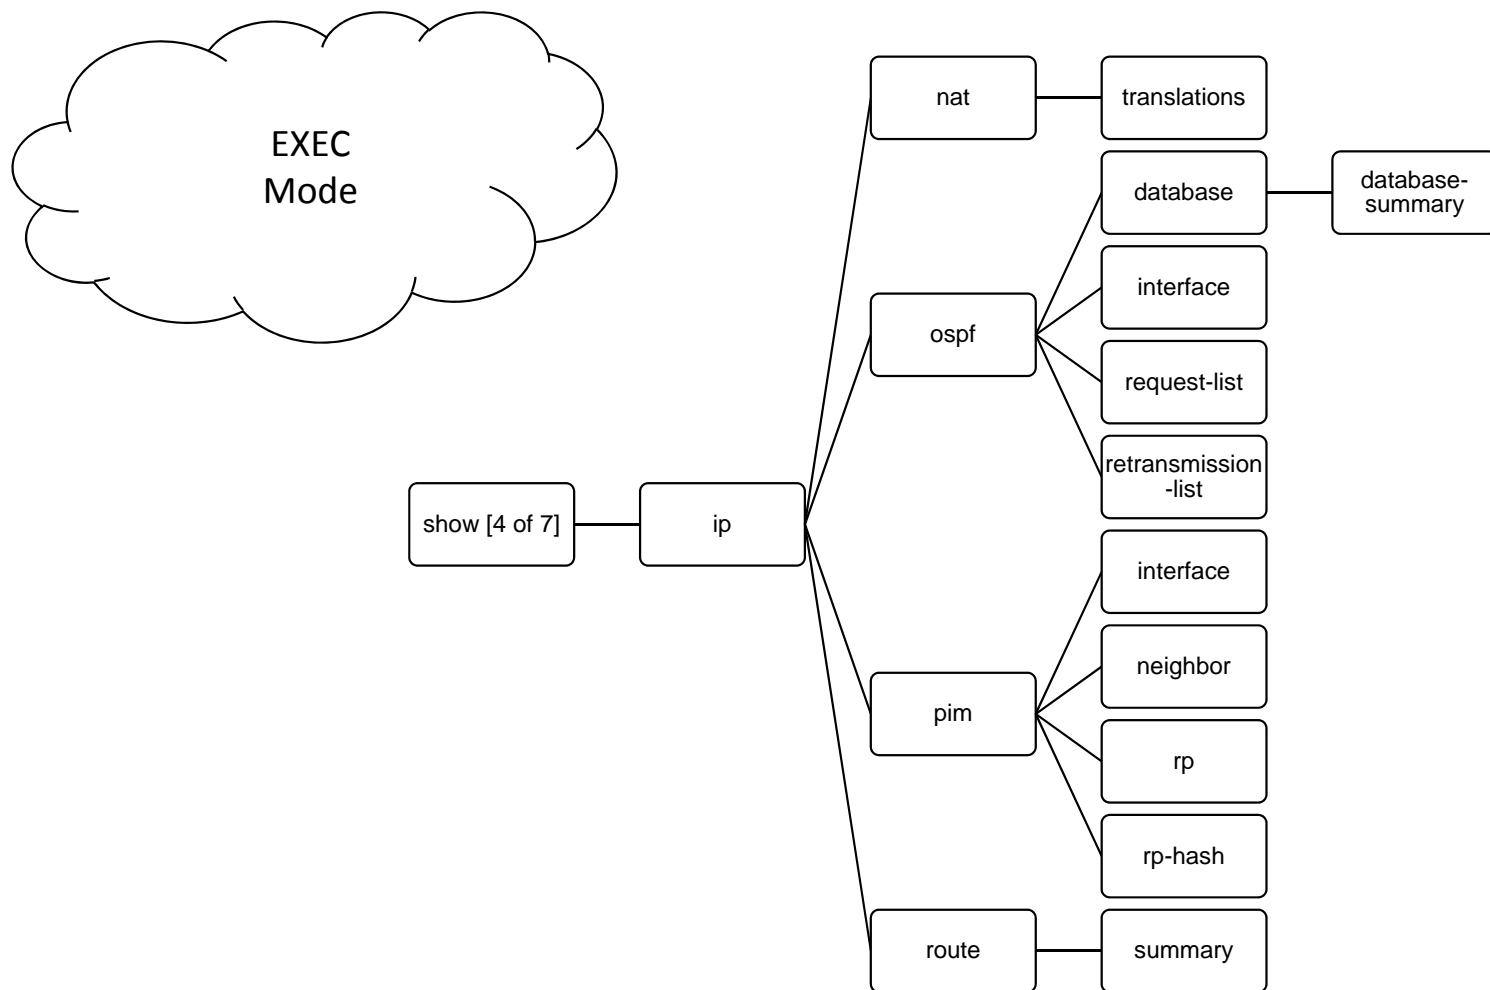 EXEC
Mode
show [4 of 7]
ip
nat
translations
ospf
database
database-
summary
interface
request-list
retransmission
-list
pim
interface
neighbor
rp
rp-hash
route
summary